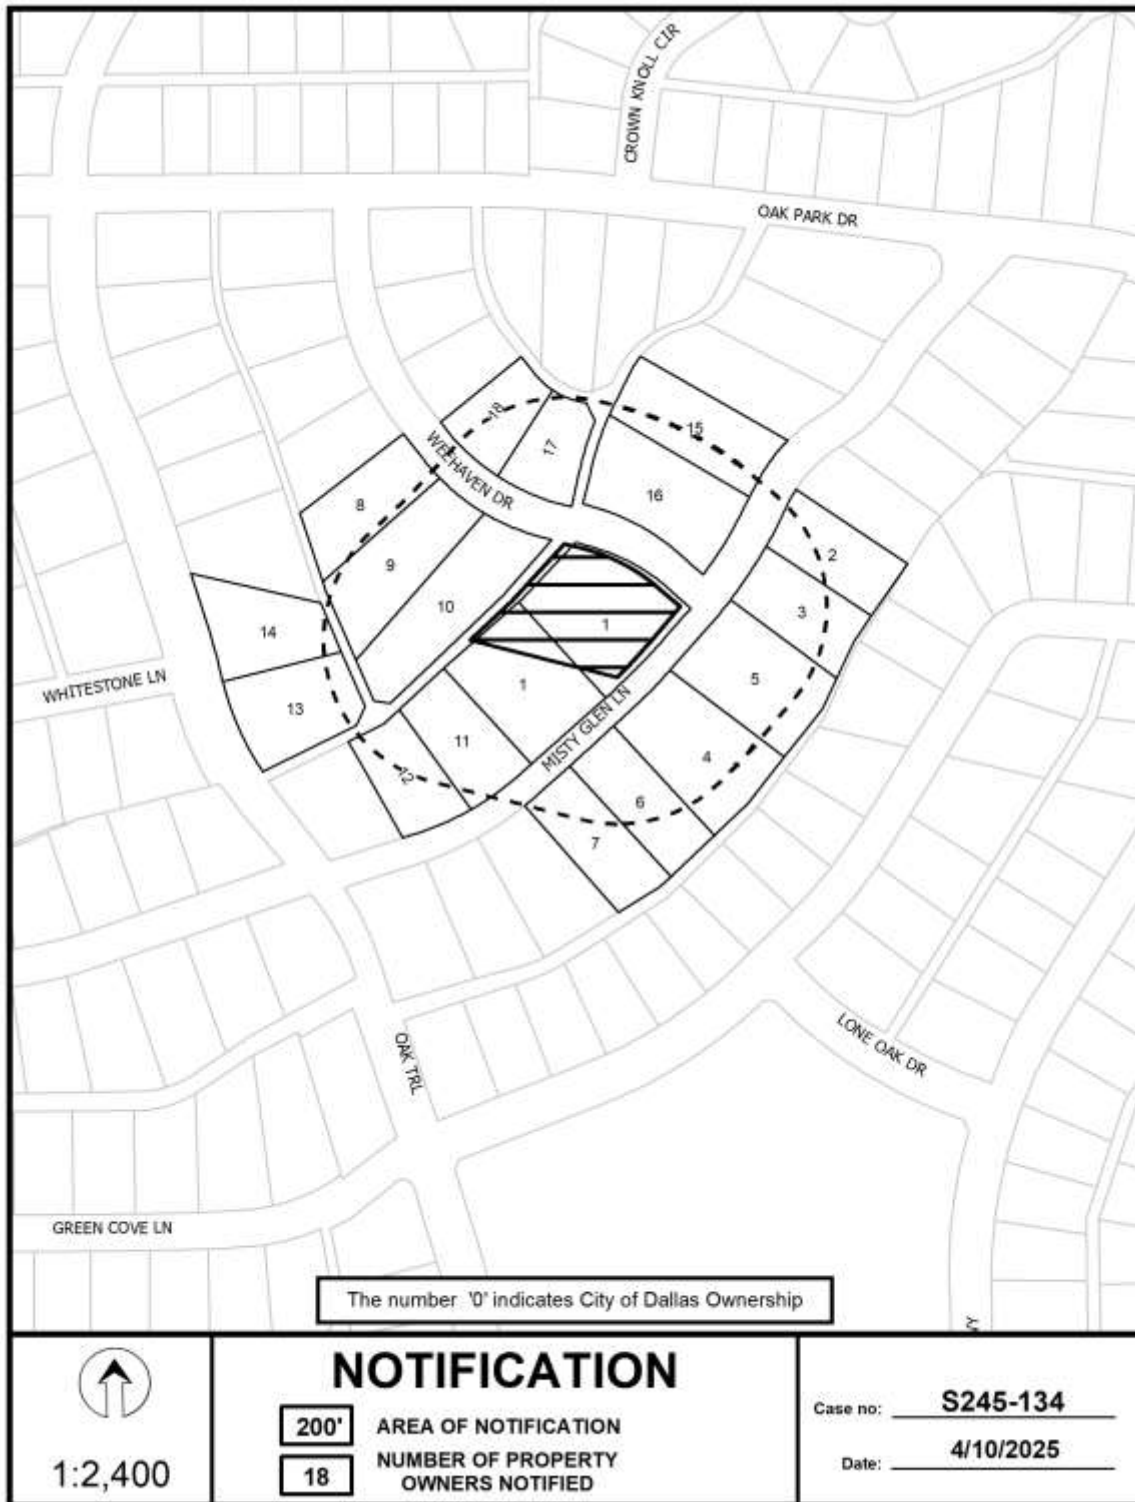 CROWN KNOLL CIR
OAK PARK DR
18
15
17
WEEHAVEN DR
16
8
2
9
3
10
1
14
5
WHITESTONE LN
1
13
MISTY GLEN LN
11
4
12
6
7
LONE OAK DR
OAK TRL
GREEN COVE LN
The number '0' indicates City of Dallas Ownership
1:2,400
NOTIFICATION
200' AREA OF NOTIFICATION
18 NUMBER OF PROPERTY
OWNERS NOTIFIED
Case no: S245-134
Date: 4/10/2025